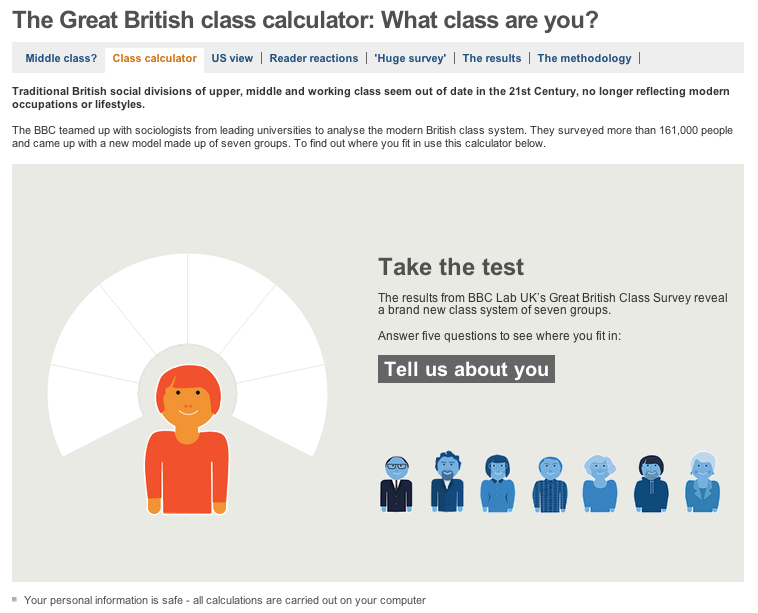 The Great British class calculator: What class are you?
Middle class? Class calculator US view Reader reactions 'Huge survey' The results The methodology
Traditional British social divisions of upper, middle and working class seem out of date in the 21st Century, no longer reflecting modern
occupations or lifestyles.
The BBC teamed up with sociologists from leading universities to analyse the modern British class system. They surveyed more than 161,000 people
and came up with a new model made up of seven groups. To find out where you fit in use this calculator below.
Take the test
The results from BBC Lab UK's Great British Class Survey reveal
a brand new class system of seven groups.
Answer five questions to see where you fit in:
Tell us about you
Your personal information is safe - all calculations are carried out on your computer